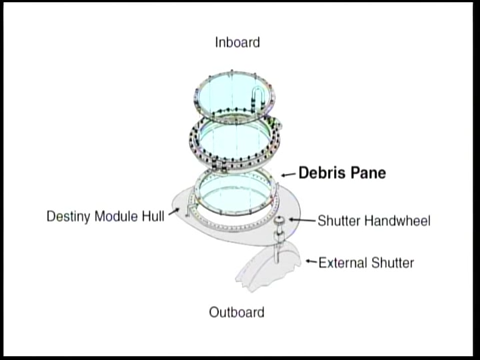 Inboard
Debris Pane
Destiny Module Hull
Shutter Handwheel
External Shutter
Outboard